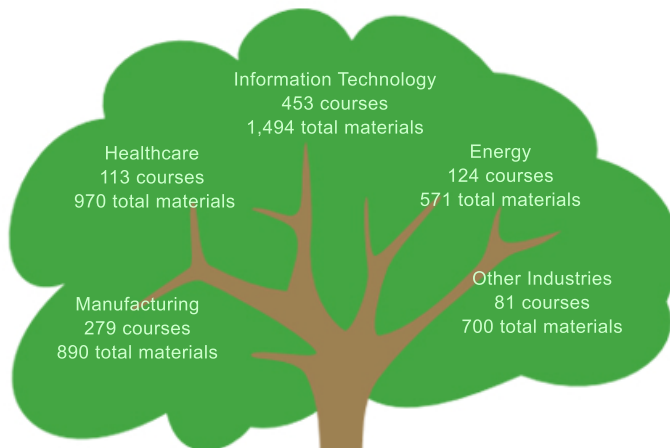 Information Technology
453 courses
1,494 total materials
Healthcare
113 courses
970 total materials
Energy
124 courses
571 total materials
Other Industries
81 courses
700 total materials
Manufacturing
279 courses
890 total materials